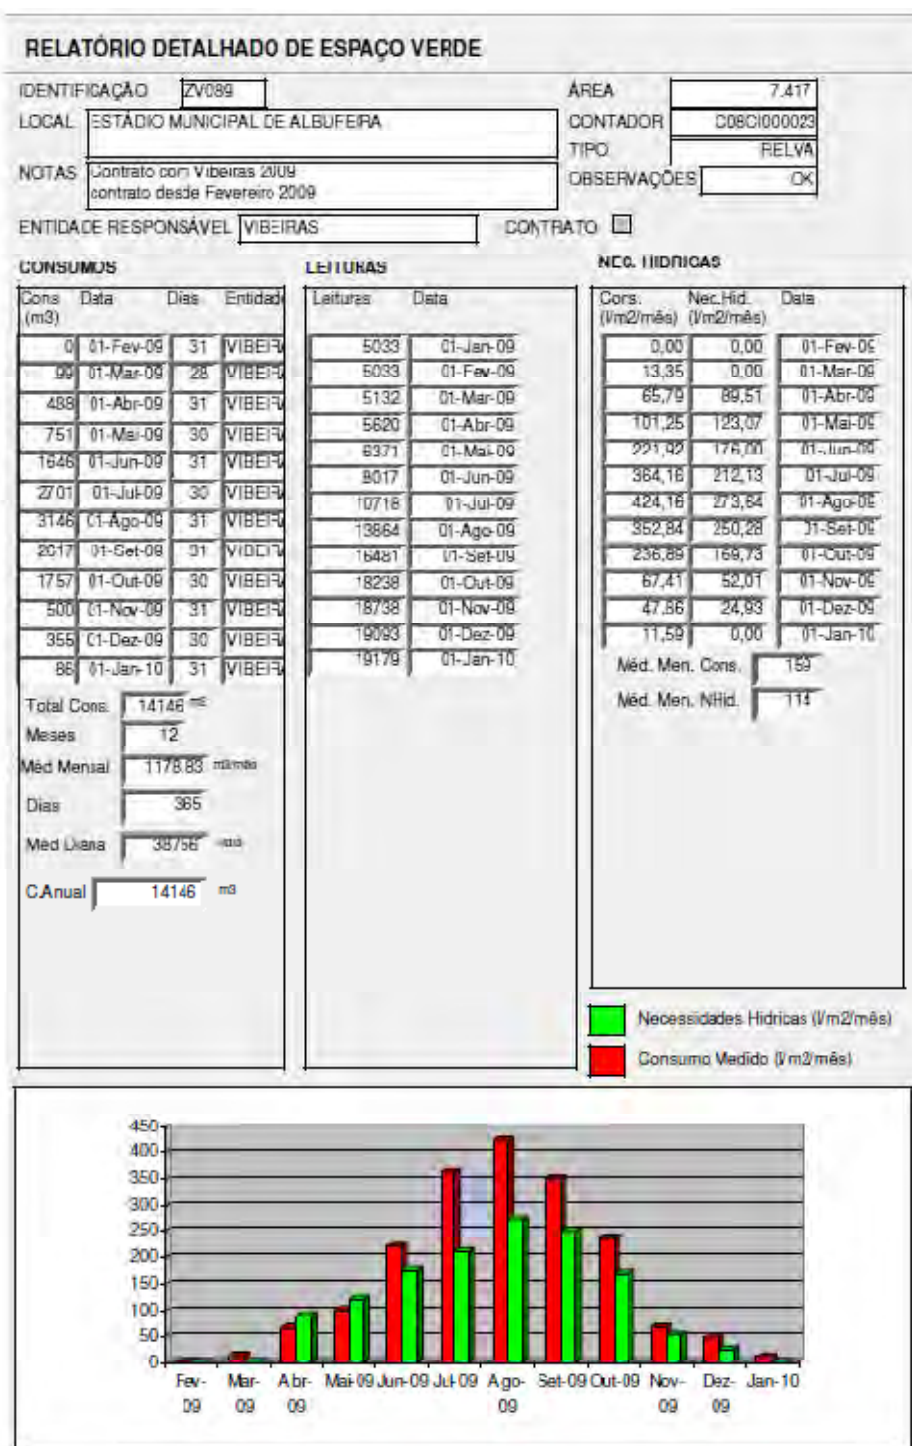 RELATÓRIO DETALHADO DE ESPAÇO VERDE
IDENTIFICAÇÃO ZV089
ÁREA 7.417
LOCAL ESTÁDIO MUNICIPAL DE ALBUFEIRA
CONTADOR C08CI000023
TIPO RELVA
NOTAS Contrato com Vibeiras 2009
contrato desde Fevereiro 2009
OBSERVAÇÕES OK
ENTIDADE RESPONSÁVEL VIBEIRAS CONTRATO
CONSUMOS
Cons Data Dias Entidade
(m3)
0 01-Fev-09 31 VIBEIRA
99 01-Mar-09 28 VIBEIRA
488 01-Abr-09 31 VIBEIRA
751 01-Mai-09 30 VIBEIRA
1646 01-Jun-09 31 VIBEIRA
2701 01-Jul-09 30 VIBEIRA
3146 01-Ago-09 31 VIBEIRA
2617 01-Set-09 31 VIBEIRA
1757 01-Out-09 30 VIBEIRA
500 01-Nov-09 31 VIBEIRA
355 01-Dez-09 30 VIBEIRA
86 01-Jan-10 31 VIBEIRA
Total Cons. 14146 m3
Meses 12
Méd Mensal 1178.83 m3/mês
Dias 365
Méd Diária 38756
C.Anual 14146 m3
LEITURAS
Leituras Data
5033 01-Jan-09
5033 01-Fev-09
5132 01-Mar-09
5620 01-Abr-09
6371 01-Mai-09
8017 01-Jun-09
10718 01-Jul-09
13864 01-Ago-09
16481 01-Set-09
18238 01-Out-09
18738 01-Nov-09
19093 01-Dez-09
19179 01-Jan-10
NEC. HIDRICAS
Cors. Nec.Hid. Data
(l/m2/mês) (l/m2/mês)
0,00 0,00 01-Fev-09
13,35 0,00 01-Mar-09
65,79 89,51 01-Abr-09
101,25 123,07 01-Mai-09
221,92 176,00 01-Jun-09
364,16 212,13 01-Jul-09
424,16 273,64 01-Ago-09
352,84 250,28 01-Set-09
236,89 169,73 01-Out-09
67,41 52,01 01-Nov-09
47,86 24,93 01-Dez-09
11,59 0,00 01-Jan-10
Méd. Men. Cons. 159
Méd. Men. NHid. 114
Necessidades Hidricas (l/m2/mês)
Consumo Medido (l/m2/mês)
450
400
350
300
250
200
150
100
50
0
Fev-09 Mar-09 Abr-09 Mai-09 Jun-09 Jul-09 Ago-09 Set-09 Out-09 Nov-09 Dez-09 Jan-10